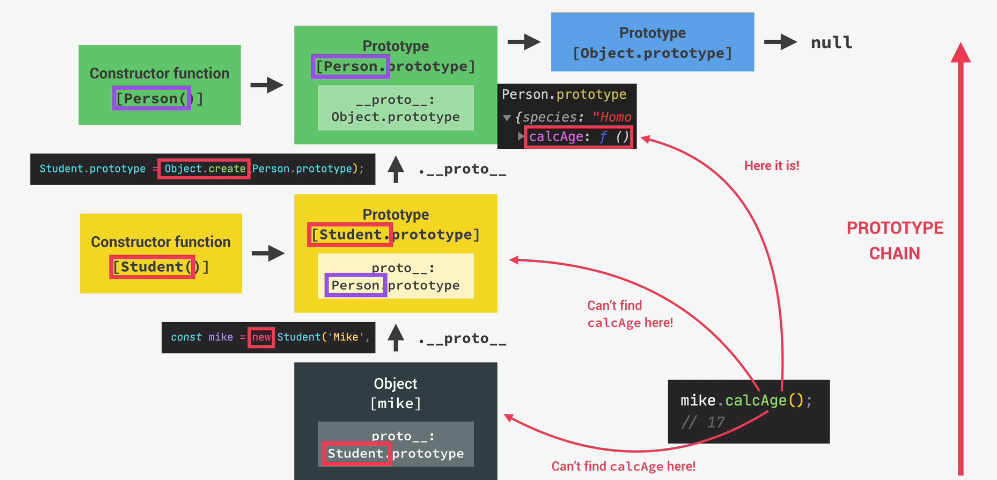 Prototype
[Object.prototype]
null
Prototype
[Person.prototype]
__proto__:
Object.prototype
Constructor function
[Person()]
Person.prototype
{species: "Homo
calcAge: ƒ ()
Student.prototype = Object.create(Person.prototype);
.__proto__
Here it is!
PROTOTYPE
CHAIN
Prototype
[Student.prototype]
proto__:
Person.prototype
Constructor function
[Student()]
Can't find
calcAge here!
const mike = new Student('Mike',
.__proto__
Object
[mike]
proto__:
Student.prototype
mike.calcAge();
// 17
Can't find calcAge here!